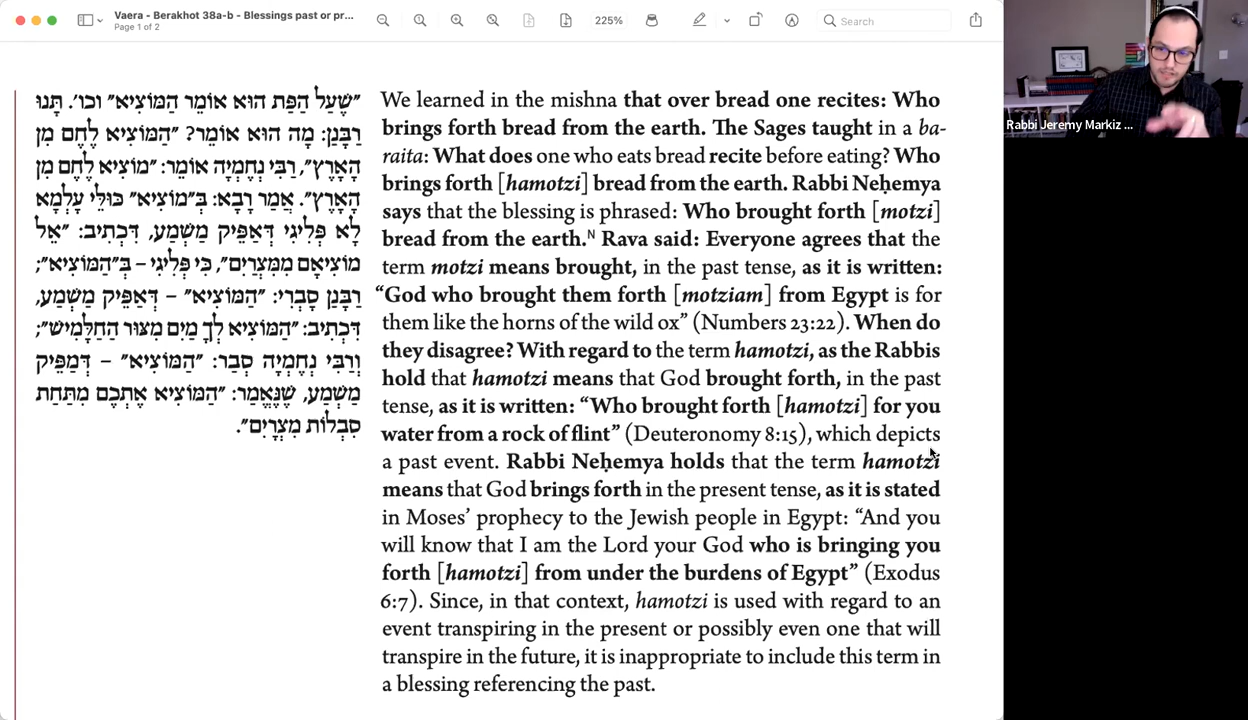 Vaera - Berakhot 38a-b - Blessings past or pr...
Page 1 of 2
225%
Search
״שֶׁעַל הַפַּת הוּא אוֹמֵר הַמּוֹצִיא״ וכו׳. תָּנוּ
רַבָּנַן: מָה הוּא אוֹמֵר? ״הַמּוֹצִיא לֶחֶם מִן
הָאָרֶץ״, רַבִּי נְחֶמְיָה אוֹמֵר: ״מוֹצִיא לֶחֶם מִן
הָאָרֶץ״. אֲמַר רָבָא: בְּ״מוֹצִיא״ כּוּלֵּי עָלְמָא
לָא פְּלִיגִי דְּאַפֵּיק מַשְׁמַע, דִּכְתִיב: ״אֵל
מוֹצִיאָם מִמִּצְרַיִם״, כִּי פְּלִיגִי – בְּ״הַמּוֹצִיא״;
רַבָּנַן סָבְרִי: ״הַמּוֹצִיא״ – דְּאַפֵּיק מַשְׁמַע,
דִּכְתִיב: ״הַמּוֹצִיא לְךָ מַיִם מִצּוּר הַחַלָּמִישׁ״;
וְרַבִּי נְחֶמְיָה סְבַר: ״הַמּוֹצִיא״ – דְּמַפֵּיק
מַשְׁמַע, שֶׁנֶּאֱמַר: ״הַמּוֹצִיא אֶתְכֶם מִתַּחַת
סִבְלוֹת מִצְרָיִם״.
We learned in the mishna that over bread one recites: Who
brings forth bread from the earth. The Sages taught in a ba-
raita: What does one who eats bread recite before eating? Who
brings forth [hamotzi] bread from the earth. Rabbi Neḥemya
says that the blessing is phrased: Who brought forth [motzi]
bread from the earth.ᴺ Rava said: Everyone agrees that the
term motzi means brought, in the past tense, as it is written:
“God who brought them forth [motziam] from Egypt is for
them like the horns of the wild ox” (Numbers 23:22). When do
they disagree? With regard to the term hamotzi, as the Rabbis
hold that hamotzi means that God brought forth, in the past
tense, as it is written: “Who brought forth [hamotzi] for you
water from a rock of flint” (Deuteronomy 8:15), which depicts
a past event. Rabbi Neḥemya holds that the term hamotzi
means that God brings forth in the present tense, as it is stated
in Moses’ prophecy to the Jewish people in Egypt: “And you
will know that I am the Lord your God who is bringing you
forth [hamotzi] from under the burdens of Egypt” (Exodus
6:7). Since, in that context, hamotzi is used with regard to an
event transpiring in the present or possibly even one that will
transpire in the future, it is inappropriate to include this term in
a blessing referencing the past.
Rabbi Jeremy Markiz ...